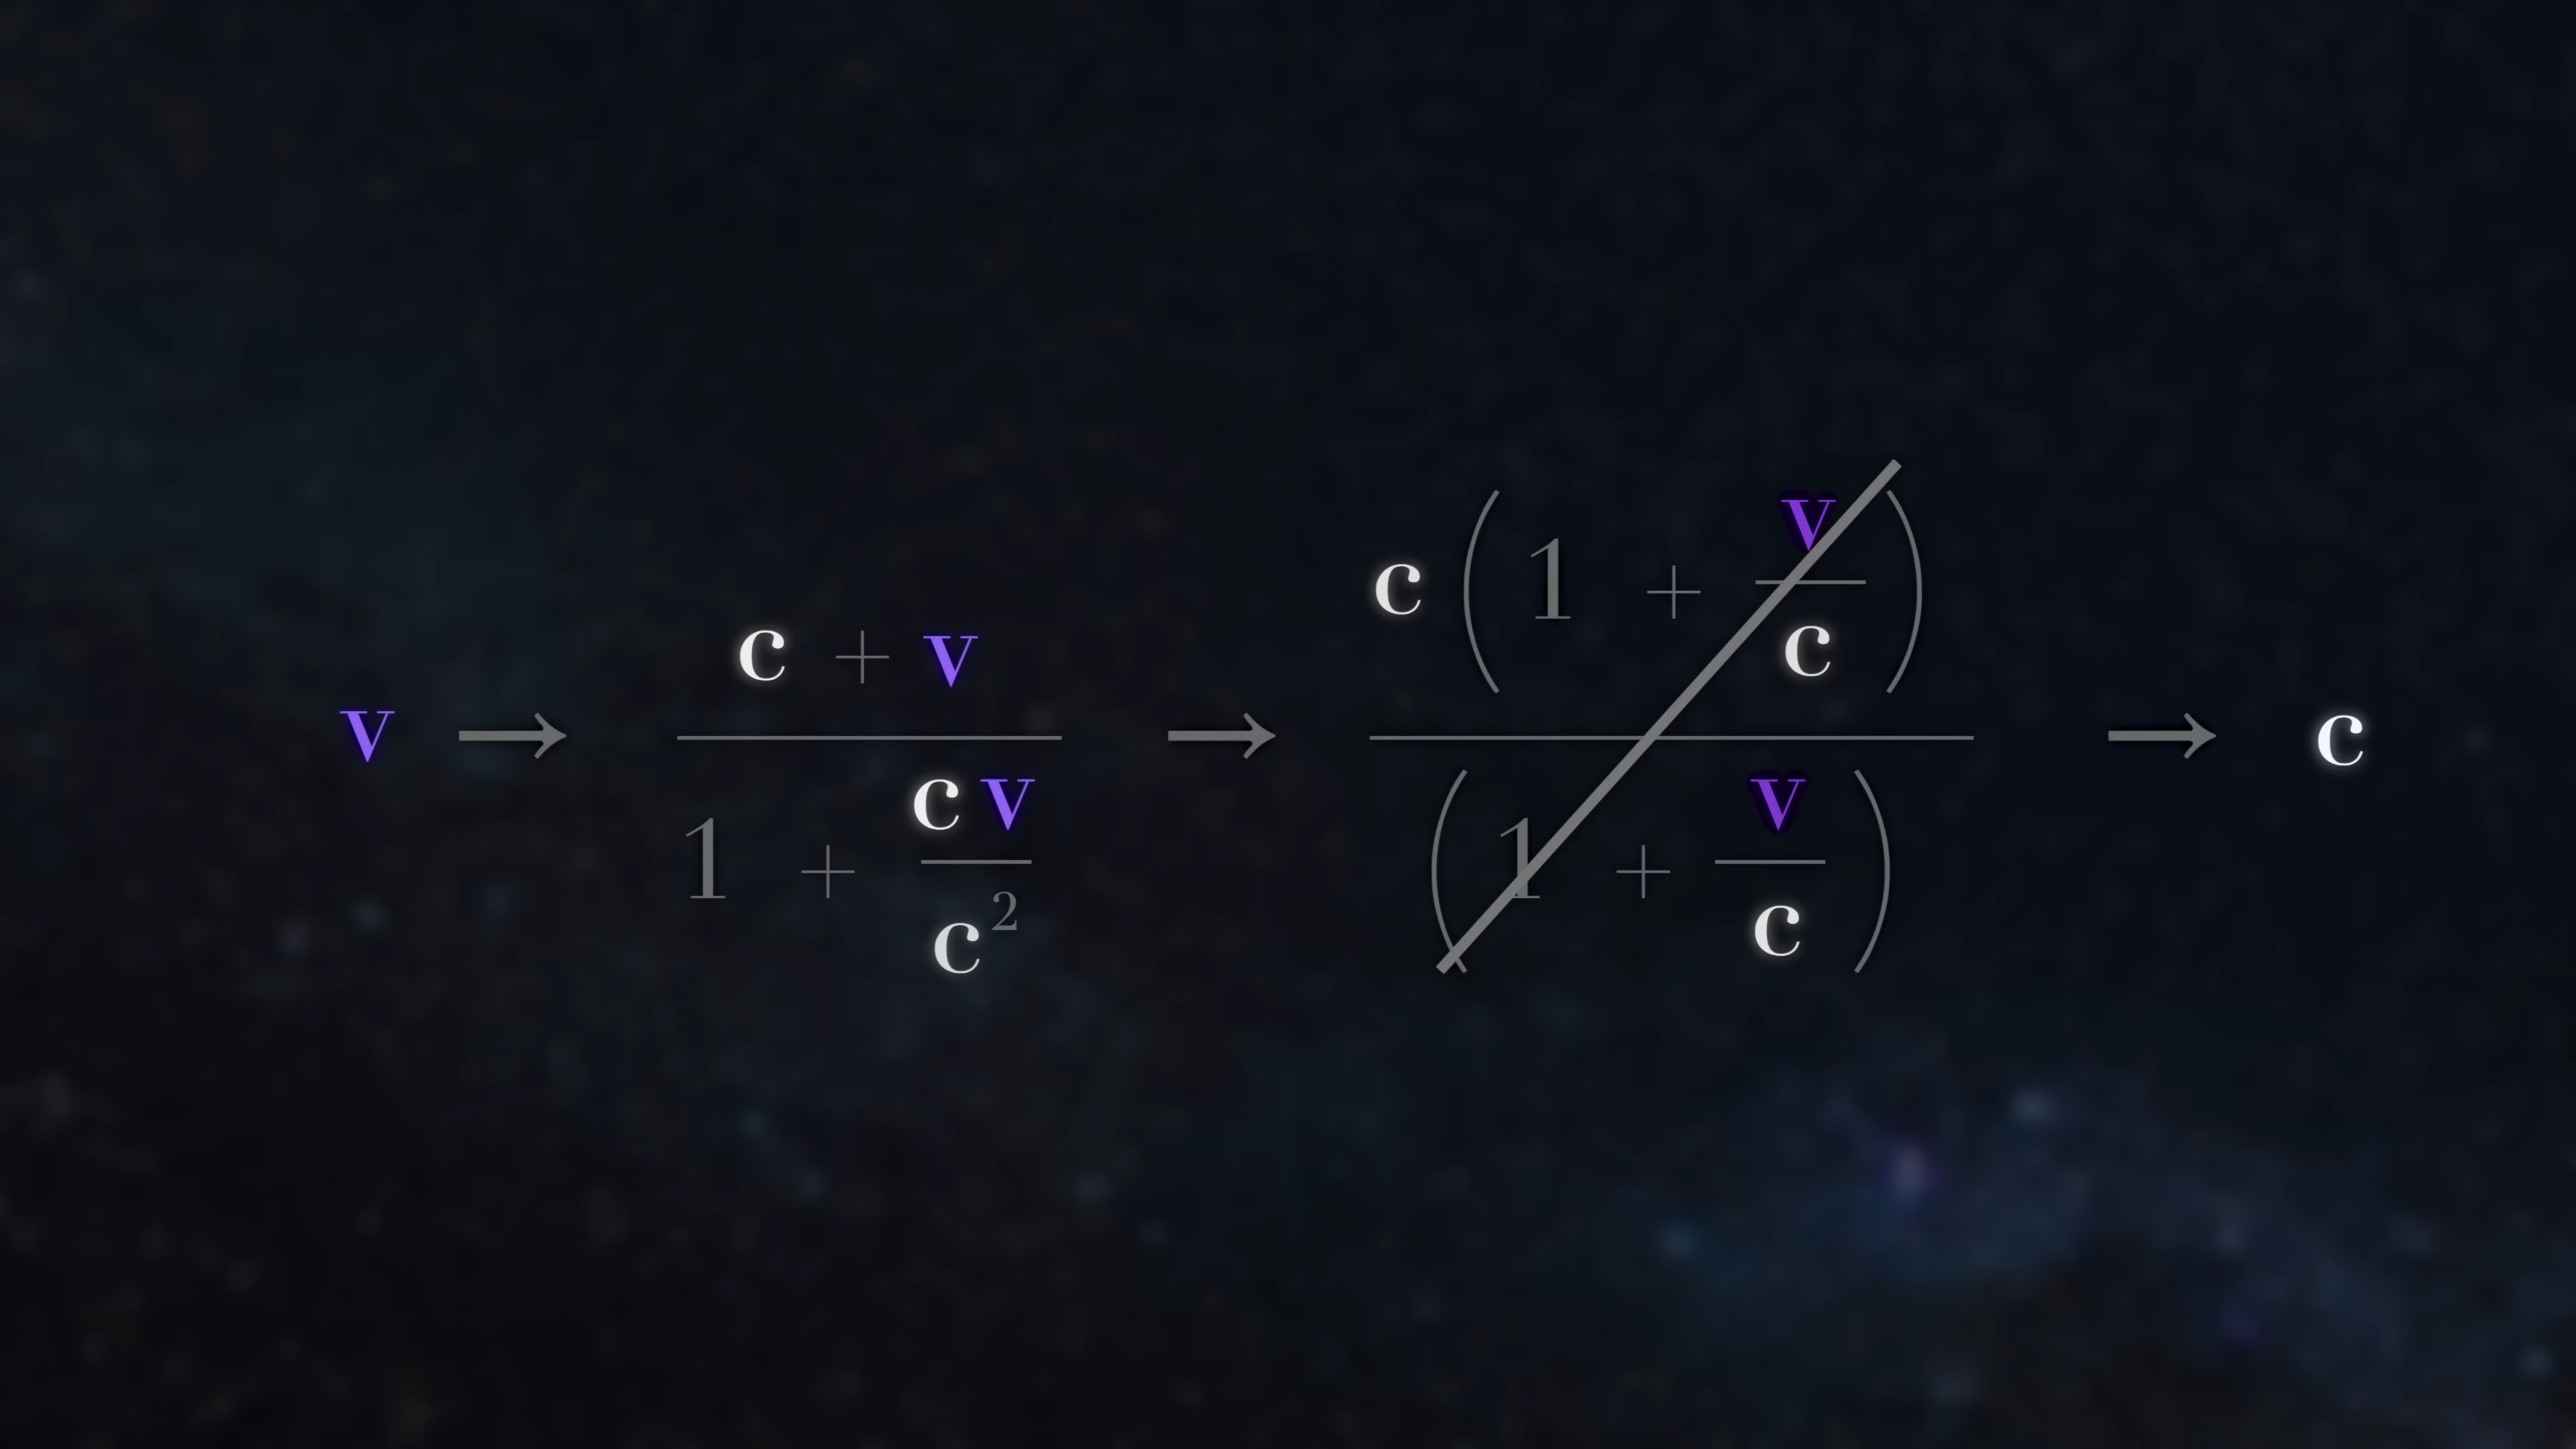 v → (c + v) / (1 + cv/c²) → c(1 + v/c) / (1 + v/c) → c